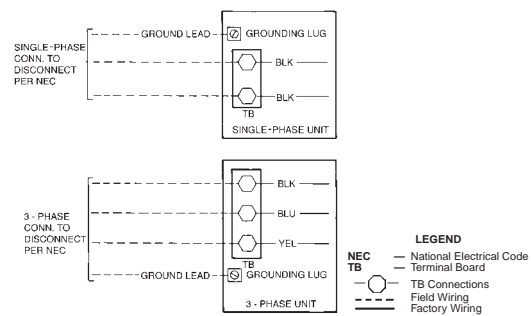 GROUND LEAD
GROUNDING LUG
SINGLE-PHASE
CONN. TO
DISCONNECT
PER NEC
BLK
BLK
TB
SINGLE-PHASE UNIT
BLK
BLU
YEL
3 - PHASE
CONN. TO
DISCONNECT
PER NEC
TB
GROUND LEAD
GROUNDING LUG
3 - PHASE UNIT
LEGEND
NEC — National Electrical Code
TB — Terminal Board
TB Connections
Field Wiring
Factory Wiring